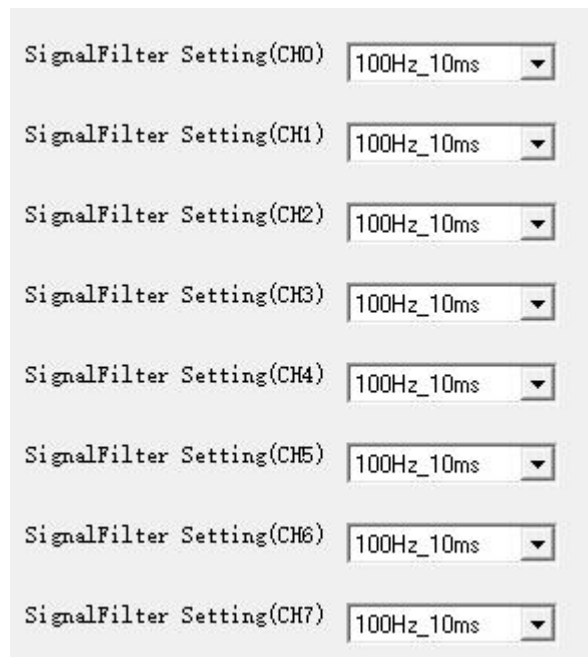 SignalFilter Setting(CH0) 100Hz_10ms
SignalFilter Setting(CH1) 100Hz_10ms
SignalFilter Setting(CH2) 100Hz_10ms
SignalFilter Setting(CH3) 100Hz_10ms
SignalFilter Setting(CH4) 100Hz_10ms
SignalFilter Setting(CH5) 100Hz_10ms
SignalFilter Setting(CH6) 100Hz_10ms
SignalFilter Setting(CH7) 100Hz_10ms